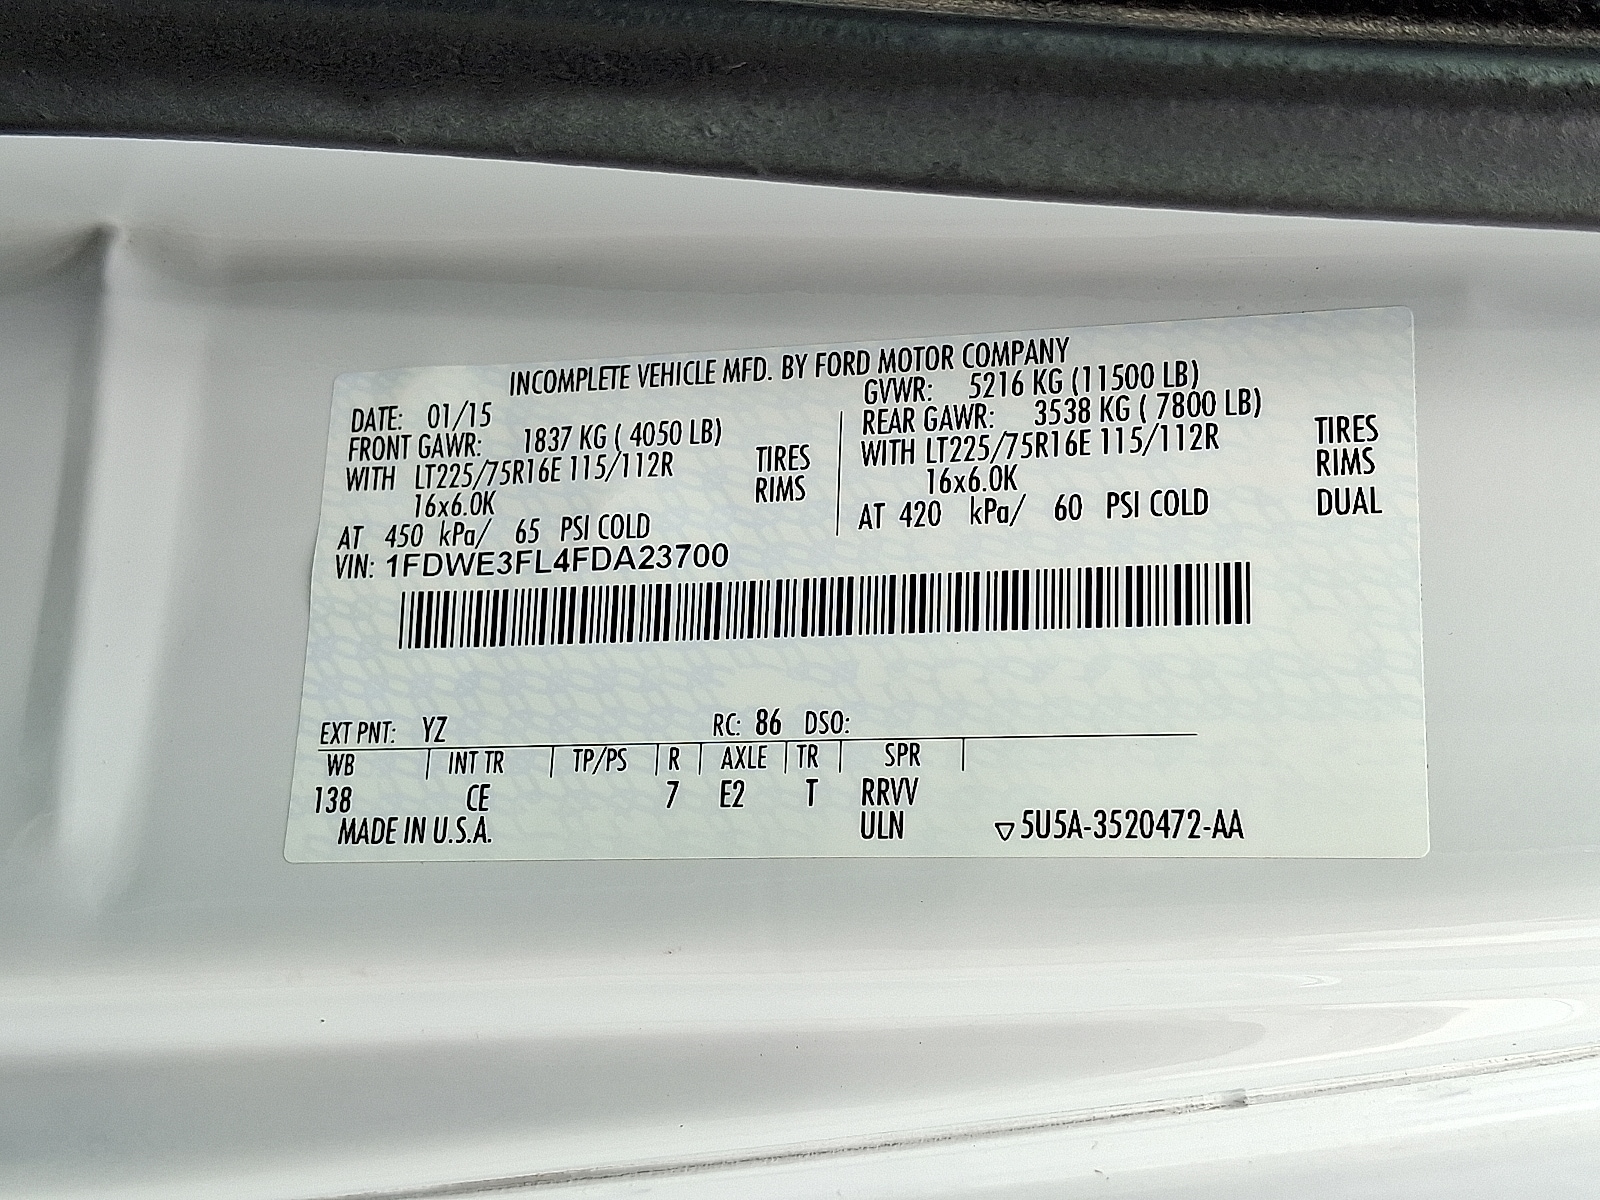 INCOMPLETE VEHICLE MFD. BY FORD MOTOR COMPANY
DATE: 01/15
GVWR: 5216 KG (11500 LB)
FRONT GAWR: 1837 KG ( 4050 LB)
REAR GAWR: 3538 KG ( 7800 LB)
WITH LT225/75R16E 115/112R TIRES
WITH LT225/75R16E 115/112R TIRES
16x6.0K RIMS
16x6.0K RIMS
AT 450 kPa/ 65 PSI COLD
AT 420 kPa/ 60 PSI COLD DUAL
VIN: 1FDWE3FL4FDA23700
EXT PNT: YZ RC: 86 DSO:
WB INT TR TP/PS R AXLE TR SPR
138 CE 7 E2 T RRVV
MADE IN U.S.A. ULN ▽5U5A-3520472-AA